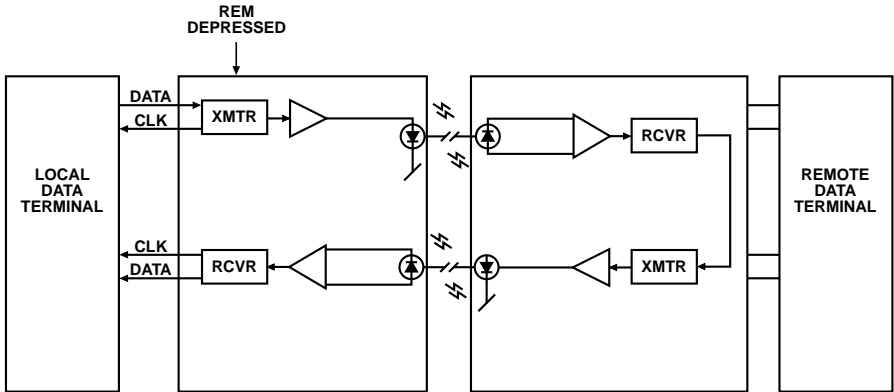 REM
DEPRESSED
DATA
CLK
XMTR
RCVR
LOCAL
DATA
TERMINAL
REMOTE
DATA
TERMINAL
CLK
DATA
RCVR
XMTR